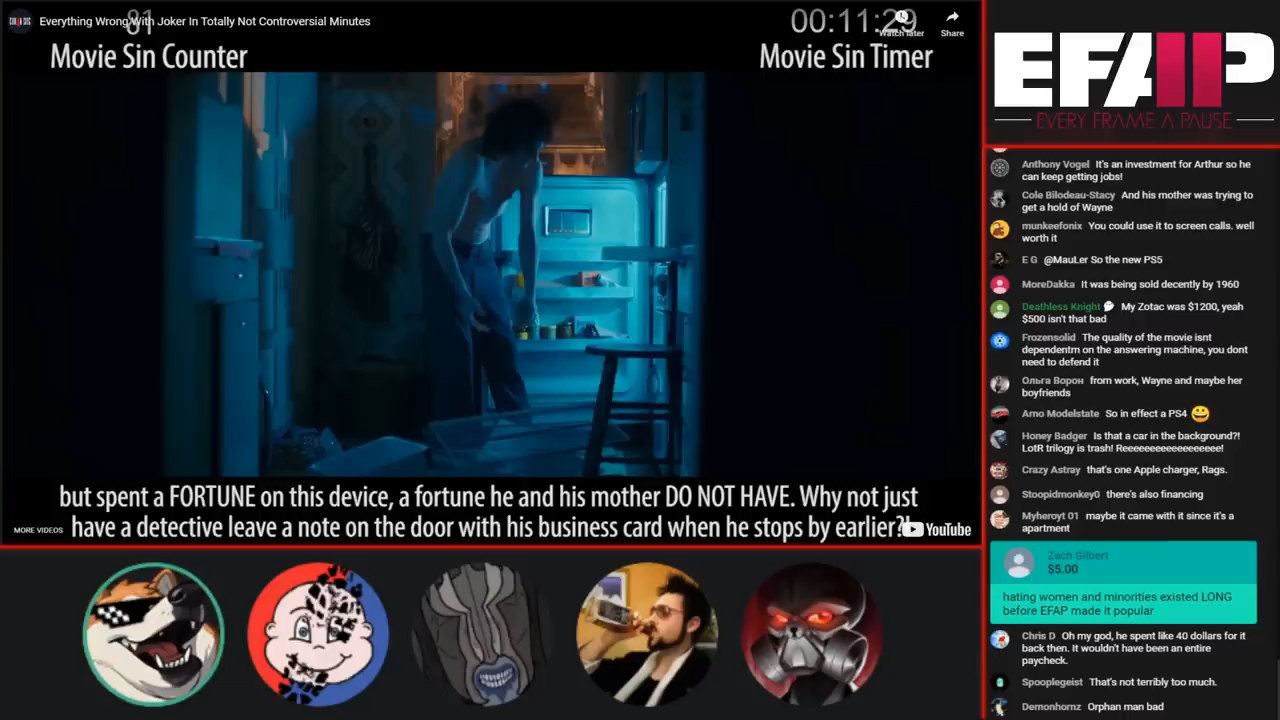 Everything Wrong With Joker In Totally Not Controversial Minutes
81
Movie Sin Counter
00:11:29
Watch later
Share
Movie Sin Timer
but spent a FORTUNE on this device, a fortune he and his mother DO NOT HAVE. Why not just
have a detective leave a note on the door with his business card when he stops by earlier?!
MORE VIDEOS
YouTube
EFAP
EVERY FRAME A PAUSE
Anthony Vogel It's an investment for Arthur so he
can keep getting jobs!
Cole Bilodeau-Stacy And his mother was trying to
get a hold of Wayne
munkeefonix You could use it to screen calls. well
worth it
E G @MauLer So the new PS5
MoreDakka It was being sold decently by 1960
Deathless Knight My Zotac was $1200, yeah
$500 isn't that bad
Frozensolid The quality of the movie isnt
dependentrm on the answering machine, you dont
need to defend it
Ольга Ворон from work, Wayne and maybe her
boyfriends
Arno Modelstate So in effect a PS4 😀
Honey Badger Is that a car in the background?!
LotR trilogy is trash! Reeeeeeeeeeeeeeeee!
Crazy Astray that's one Apple charger, Rags.
Stoopidmonkey0 there's also financing
Myheroyt 01 maybe it came with it since it's a
apartment
Zach Gilbert
$5.00
hating women and minorities existed LONG
before EFAP made it popular
Chris D Oh my god, he spent like 40 dollars for it
back then. It wouldn't have been an entire
paycheck.
Spooplegeist That's not terribly too much.
Demonhornz Orphan man bad